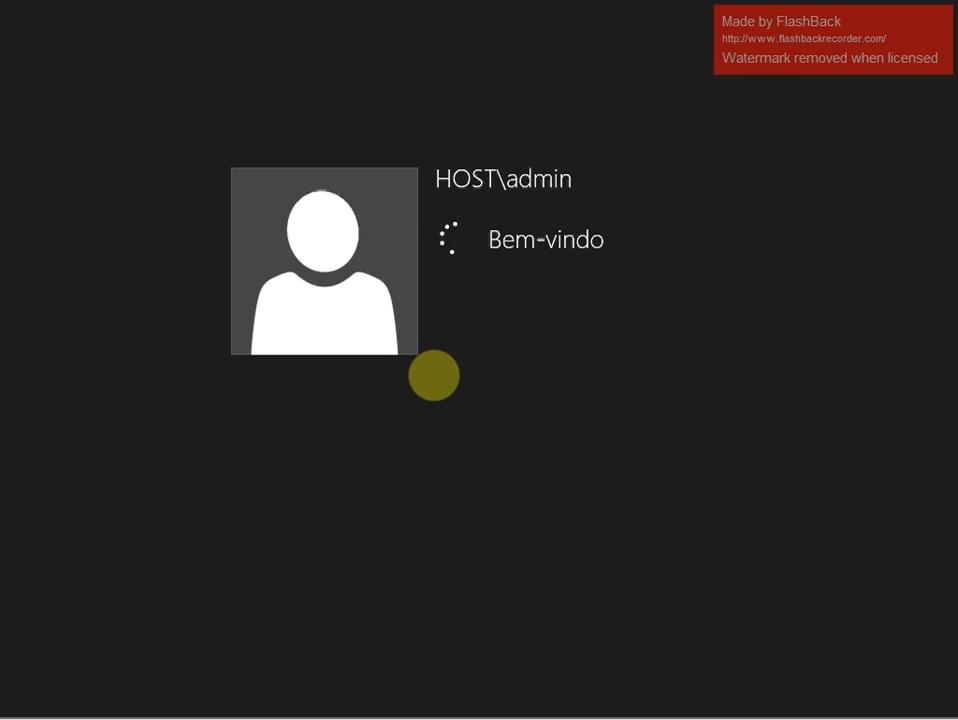 Made by FlashBack
http://www.flashbackrecorder.com/
Watermark removed when licensed
HOST\admin
Bem-vindo